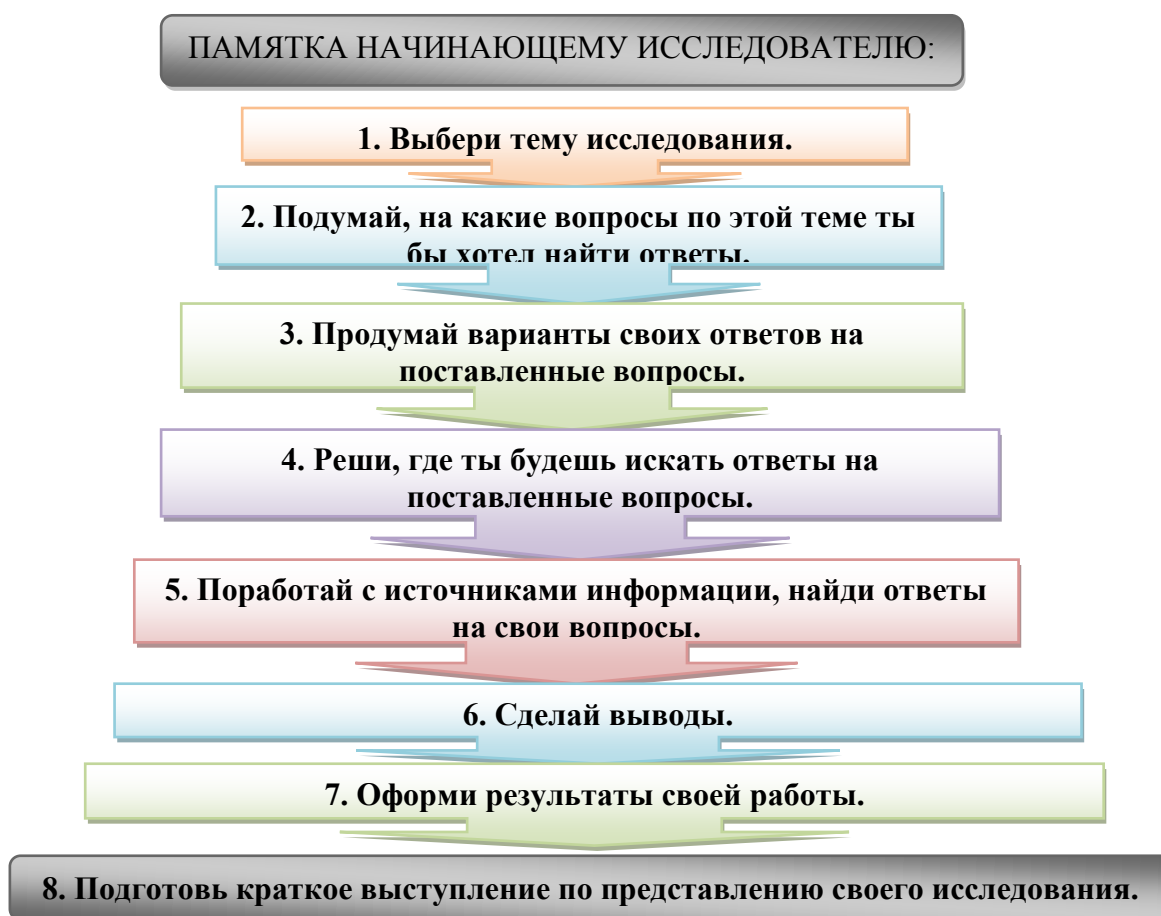 ПАМЯТКА НАЧИНАЮЩЕМУ ИССЛЕДОВАТЕЛЮ:
1. Выбери тему исследования.
2. Подумай, на какие вопросы по этой теме ты
бы хотел найти ответы.
3. Продумай варианты своих ответов на
поставленные вопросы.
4. Реши, где ты будешь искать ответы на
поставленные вопросы.
5. Поработай с источниками информации, найди ответы
на свои вопросы.
6. Сделай выводы.
7. Оформи результаты своей работы.
8. Подготовь краткое выступление по представлению своего исследования.